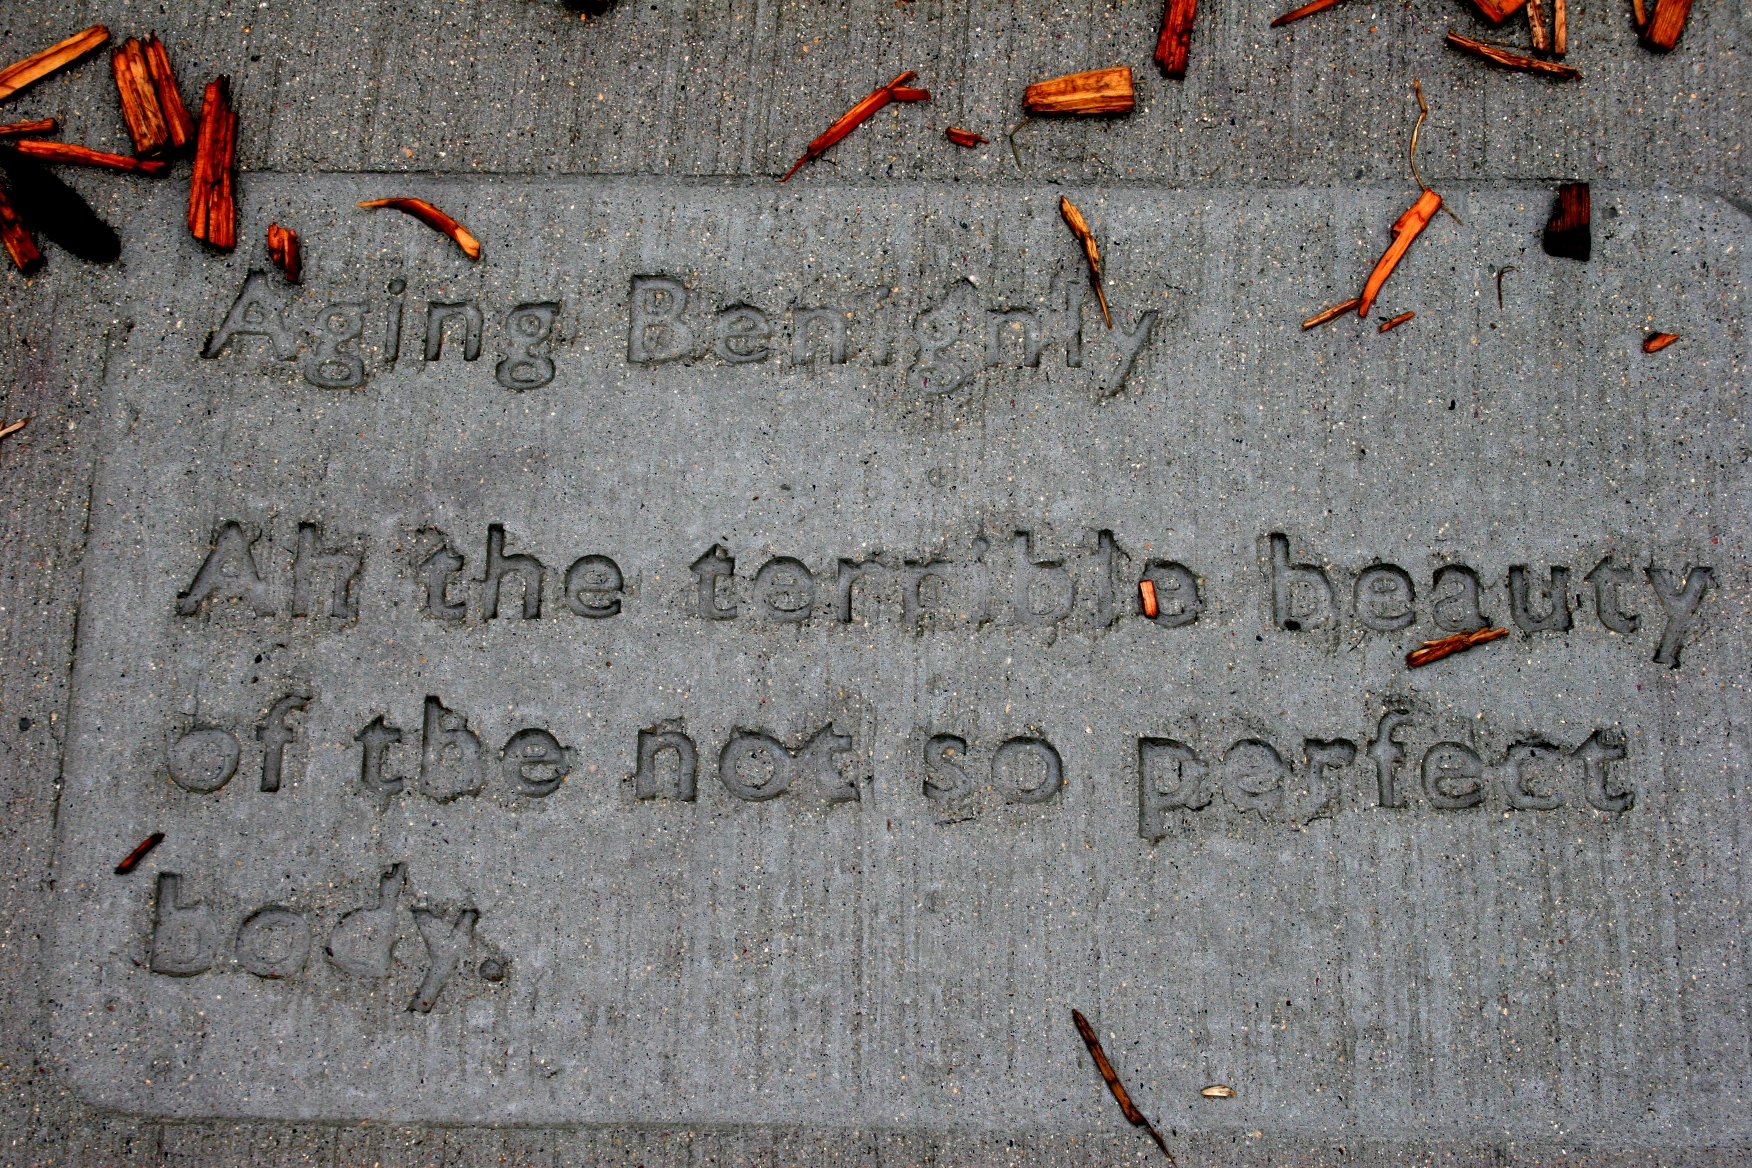 Aging Benignly
Ah the terrible beauty
of the not so perfect
body.